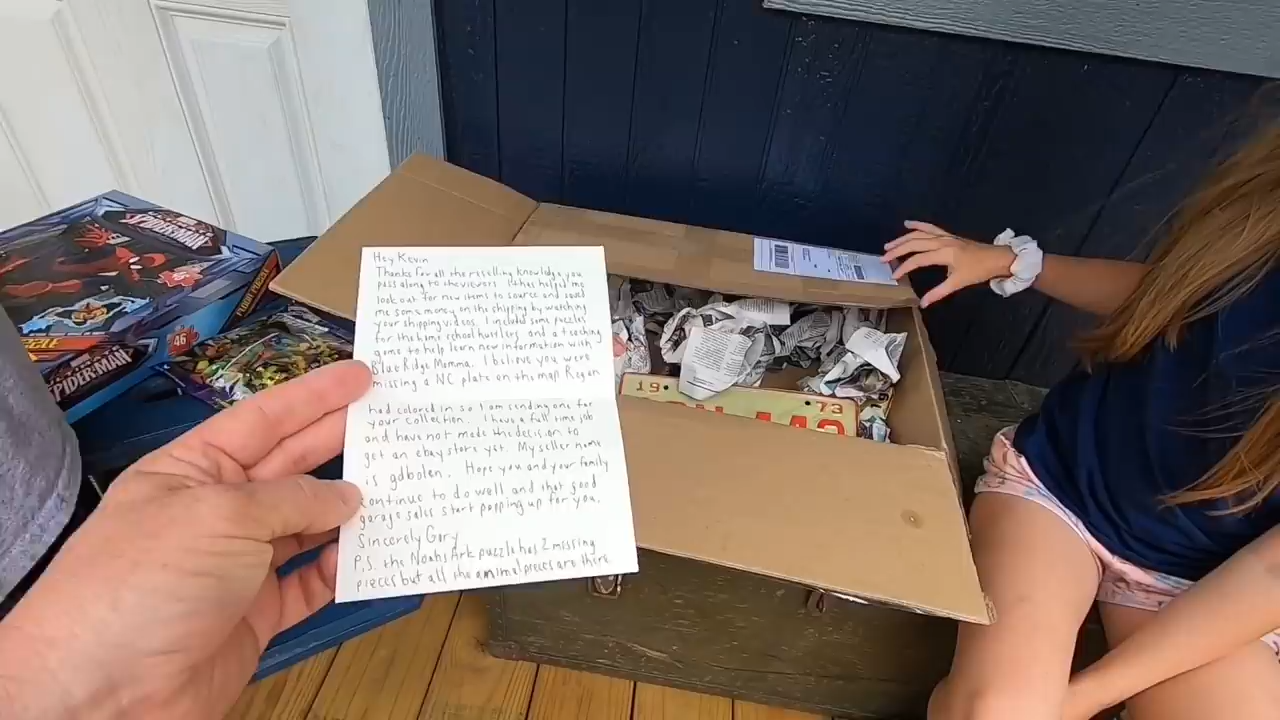 Hey Kevin
Thanks for all the reselling knowledge you
pass along to the viewers. It has helped me
look out for new items to source and saved
me some money on the shipping by watching
your shipping videos. I included some puzzles
for the home school hustlers and a teaching
game to help learn new information with
Blue Ridge Momma. I believe you were
missing a NC plate on the map Regan
had colored in so I am sending one for
your collection. I have a full time job
and have not made the decision to
get an ebay store yet. My seller name
is gdbolen. Hope you and your family
continue to do well and that good
garage sales start popping up for you.
Sincerely Gary
P.S. the Noahs Ark puzzle has 2 missing
pieces but all the animal pieces are there
19 73
SPIDER-MAN
46
SPIDER-MAN